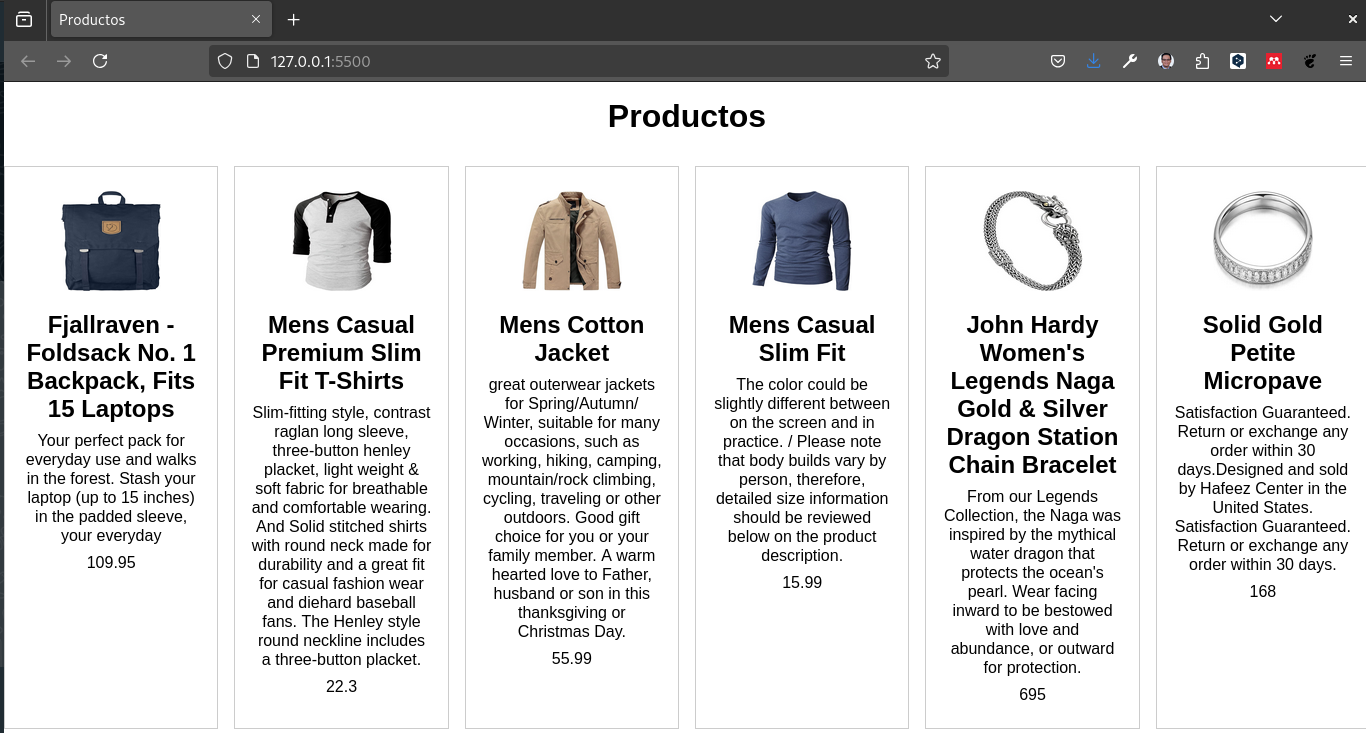 Productos
127.0.0.1:5500
Productos
Fjallraven -
Foldsack No. 1
Backpack, Fits
15 Laptops
Your perfect pack for
everyday use and walks
in the forest. Stash your
laptop (up to 15 inches)
in the padded sleeve,
your everyday
109.95
Mens Casual
Premium Slim
Fit T-Shirts
Slim-fitting style, contrast
raglan long sleeve,
three-button henley
placket, light weight &
soft fabric for breathable
and comfortable wearing.
And Solid stitched shirts
with round neck made for
durability and a great fit
for casual fashion wear
and diehard baseball
fans. The Henley style
round neckline includes
a three-button placket.
22.3
Mens Cotton
Jacket
great outerwear jackets
for Spring/Autumn/
Winter, suitable for many
occasions, such as
working, hiking, camping,
mountain/rock climbing,
cycling, traveling or other
outdoors. Good gift
choice for you or your
family member. A warm
hearted love to Father,
husband or son in this
thanksgiving or
Christmas Day.
55.99
Mens Casual
Slim Fit
The color could be
slightly different between
on the screen and in
practice. / Please note
that body builds vary by
person, therefore,
detailed size information
should be reviewed
below on the product
description.
15.99
John Hardy
Women's
Legends Naga
Gold & Silver
Dragon Station
Chain Bracelet
From our Legends
Collection, the Naga was
inspired by the mythical
water dragon that
protects the ocean's
pearl. Wear facing
inward to be bestowed
with love and
abundance, or outward
for protection.
695
Solid Gold
Petite
Micropave
Satisfaction Guaranteed.
Return or exchange any
order within 30
days.Designed and sold
by Hafeez Center in the
United States.
Satisfaction Guaranteed.
Return or exchange any
order within 30 days.
168